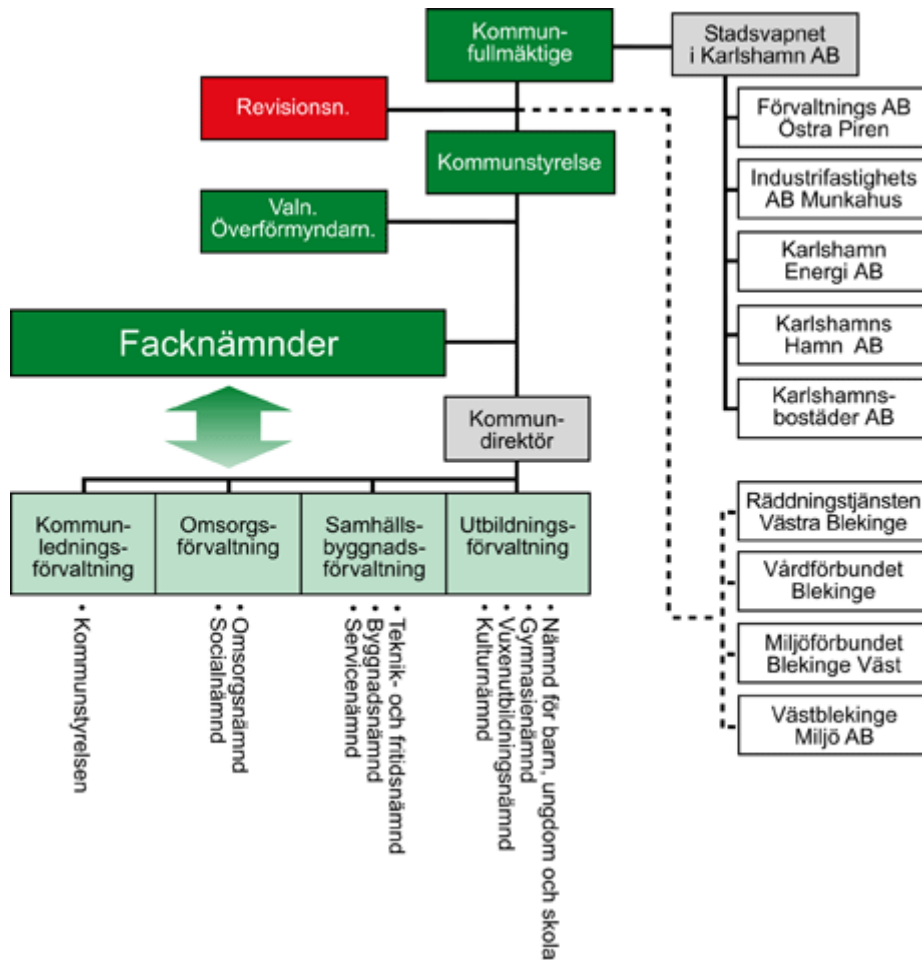 Kommun-
fullmäktige
Stadsvapnet
i Karlshamn AB
Revisionsn.
Förvaltnings AB
Östra Piren
Kommunstyrelse
Industrifastighets
AB Munkahus
Valn.
Överförmyndarn.
Karlshamn
Energi AB
Facknämnder
Karlshamns
Hamn AB
Kommun-
direktör
Karlshamns-
bostäder AB
Kommun-
lednings-
förvaltning
Omsorgs-
förvaltning
Samhälls-
byggnads-
förvaltning
Utbildnings-
förvaltning
Räddningstjänsten
Västra Blekinge
Vårdförbundet
Blekinge
Miljöförbundet
Blekinge Väst
Västblekinge
Miljö AB
• Kommunstyrelsen
• Omsorgsnämnd
• Socialnämnd
• Teknik- och fritidsnämnd
• Byggnadsnämnd
• Servicenämnd
• Nämnd för barn, ungdom och skola
• Gymnasienämnd
• Vuxenutbildningsnämnd
• Kulturnämnd